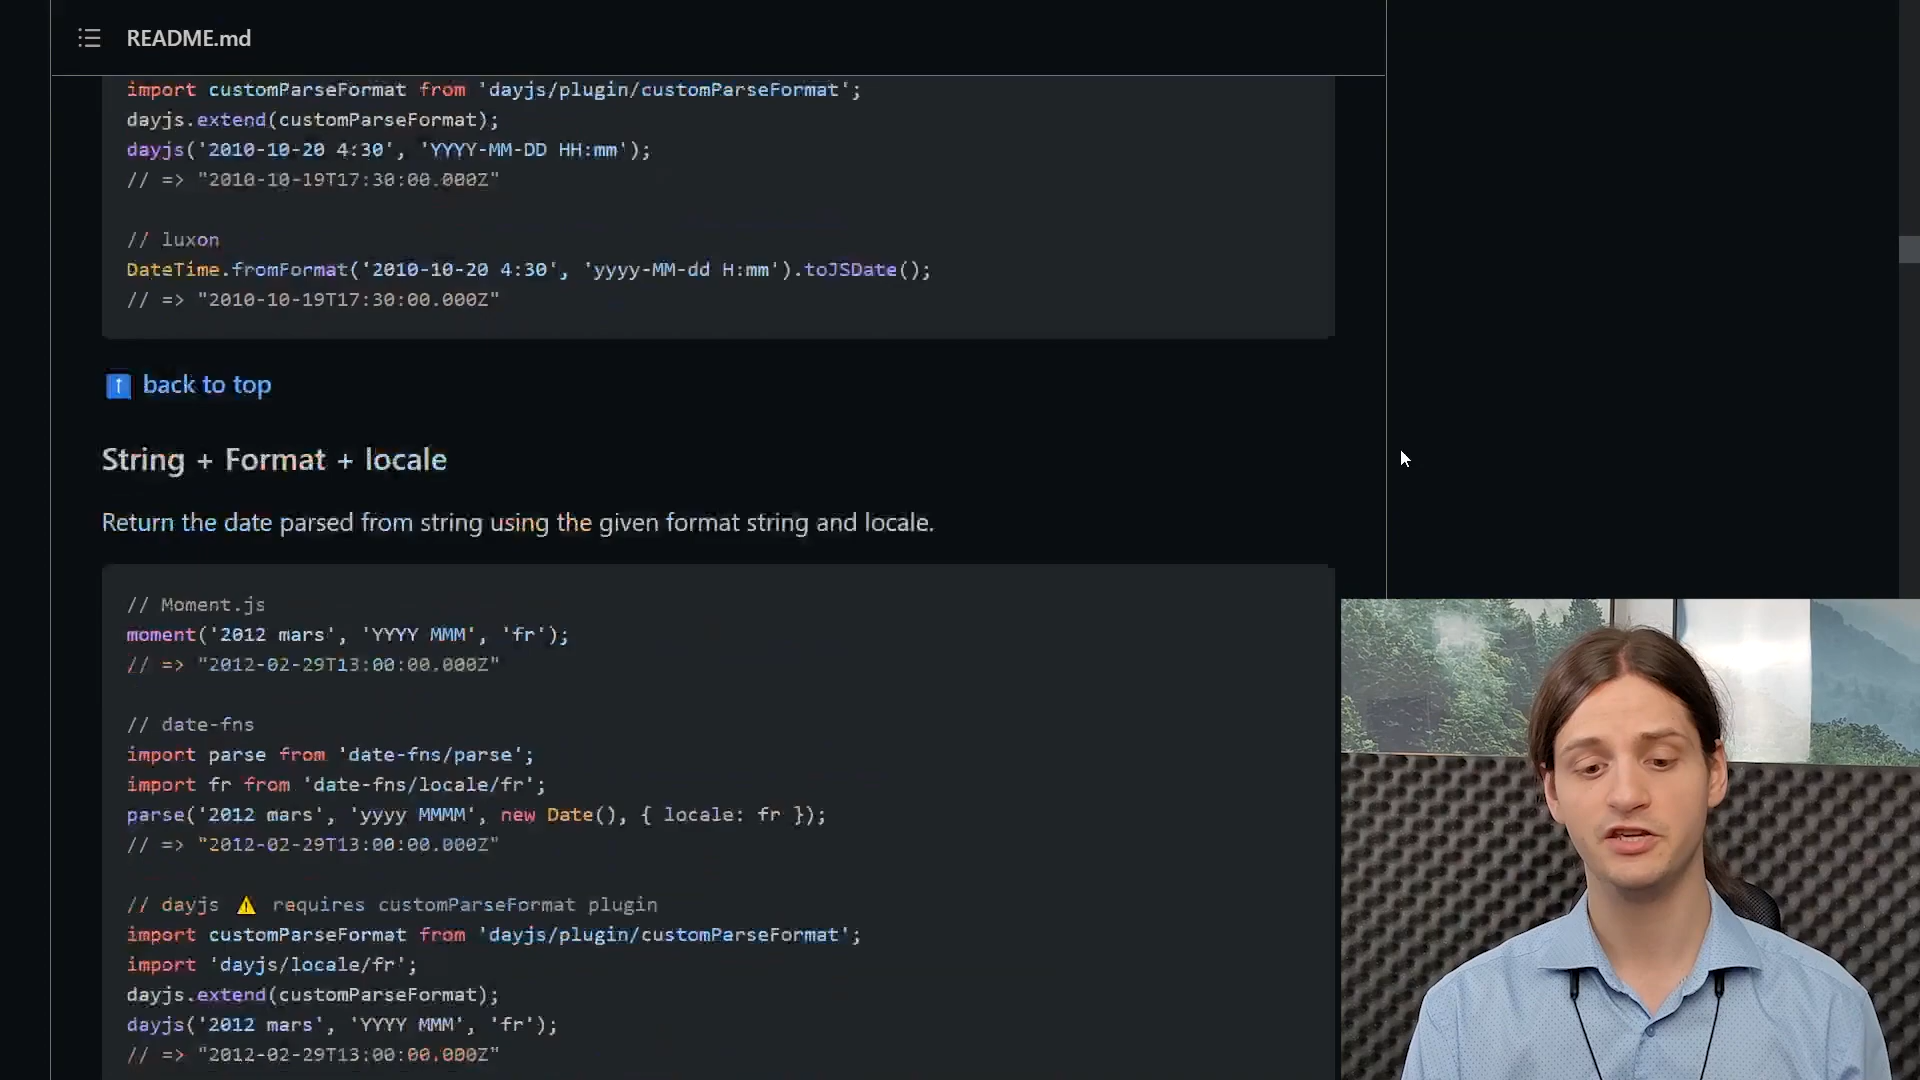 README.md
import customParseFormat from 'dayjs/plugin/customParseFormat';
dayjs.extend(customParseFormat);
dayjs('2010-10-20 4:30', 'YYYY-MM-DD HH:mm');
// => "2010-10-19T17:30:00.000Z"
// luxon
DateTime.fromFormat('2010-10-20 4:30', 'yyyy-MM-dd H:mm').toJSDate();
// => "2010-10-19T17:30:00.000Z"
↑ back to top
String + Format + locale
Return the date parsed from string using the given format string and locale.
// Moment.js
moment('2012 mars', 'YYYY MMM', 'fr');
// => "2012-02-29T13:00:00.000Z"
// date-fns
import parse from 'date-fns/parse';
import fr from 'date-fns/locale/fr';
parse('2012 mars', 'yyyy MMMM', new Date(), { locale: fr });
// => "2012-02-29T13:00:00.000Z"
// dayjs ⚠️ requires customParseFormat plugin
import customParseFormat from 'dayjs/plugin/customParseFormat';
import 'dayjs/locale/fr';
dayjs.extend(customParseFormat);
dayjs('2012 mars', 'YYYY MMM', 'fr');
// => "2012-02-29T13:00:00.000Z"